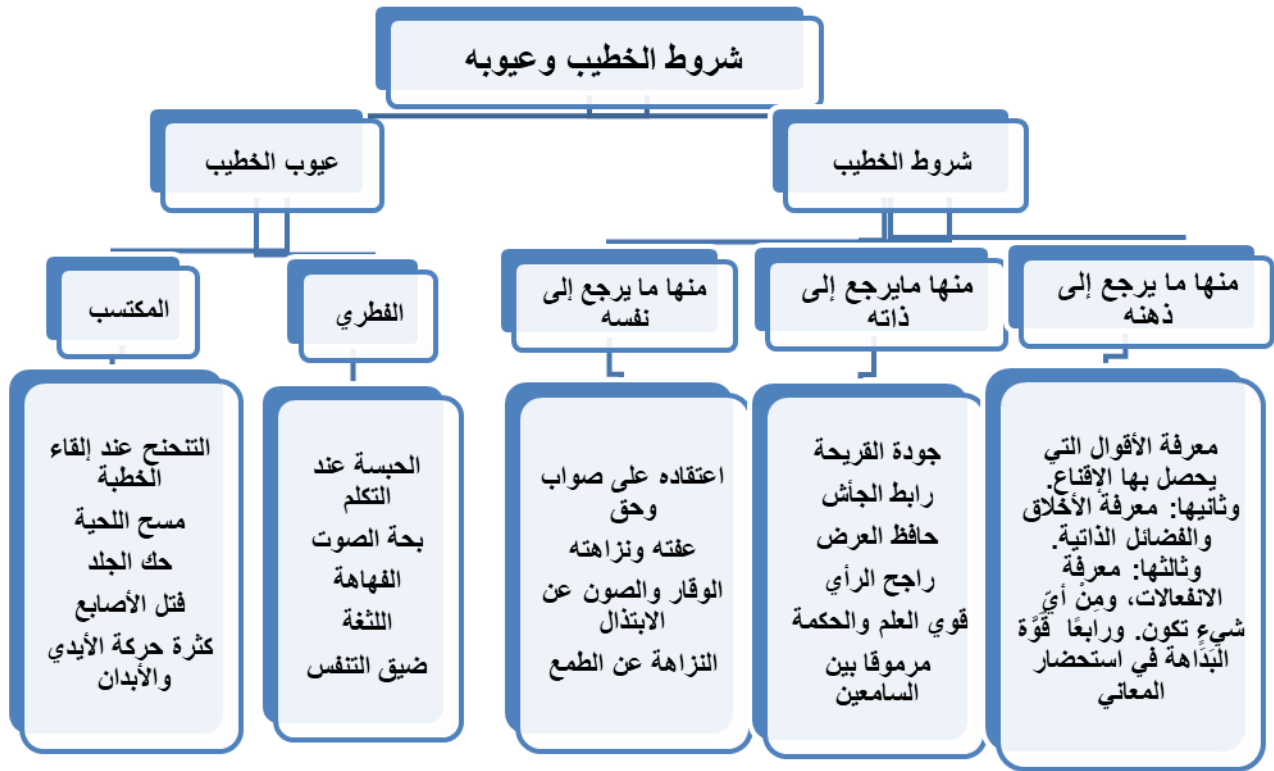 شروط الخطيب وعيوبه
شروط الخطيب
عيوب الخطيب
منها ما يرجع إلى
ذهنه
منها مايرجع إلى
ذاته
منها ما يرجع إلى
نفسه
الفطري
المكتسب
معرفة الأقوال التي
يحصل بها الإقناع.
وثانيها: معرفة الأخلاق
والفضائل الذاتية.
وثالثها: معرفة
الانفعالات، ومِنْ أيِّ
شيءٍ تكون. ورابعًا قُوَّة
البَدَاهة في استحضار
المعاني
جودة القريحة
رابط الجأش
حافظ العرض
راجح الرأي
قوي العلم والحكمة
مرموقا بين
السامعين
اعتقاده على صواب
وحق
عفته ونزاهته
الوقار والصون عن
الابتذال
النزاهة عن الطمع
الحبسة عند
التكلم
بحة الصوت
الفهاهة
اللثغة
ضيق التنفس
التنحنح عند إلقاء
الخطبة
مسح اللحية
حك الجلد
فتل الأصابع
كثرة حركة الأيدي
والأبدان